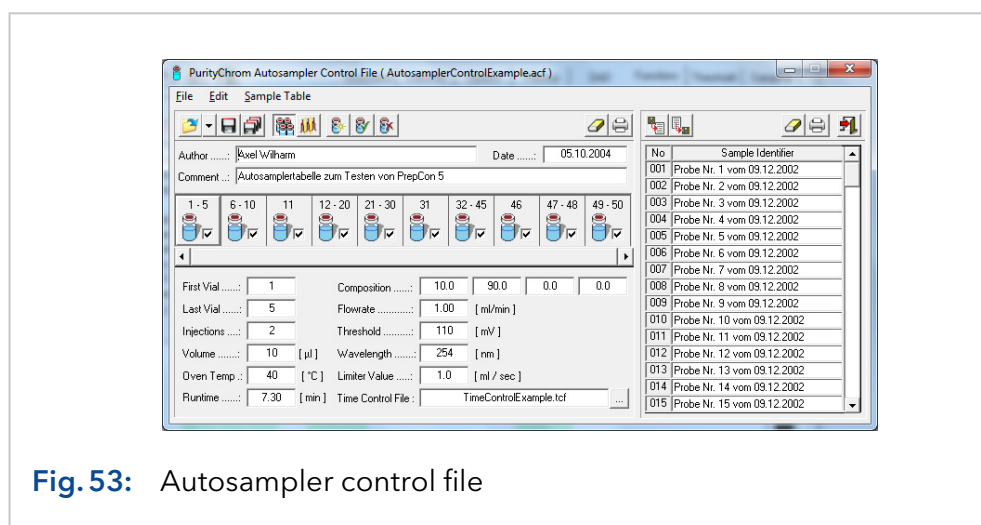 PurityChrom Autosampler Control File ( AutosamplerControlExample.acf )
File Edit Sample Table
Author ......: Axel Wilharm Date ......: 05.10.2004
Comment ..: Autosamplertabelle zum Testen von PrepCon 5
1 - 5 6 - 10 11 12 - 20 21 - 30 31 32 - 45 46 47 - 48 49 - 50
First Vial ......: 1 Composition ......: 10.0 90.0 0.0 0.0
Last Vial ......: 5 Flowrate ...........: 1.00 [ ml/min ]
Injections ....: 2 Threshold ..........: 110 [ mV ]
Volume .......: 10 [ µl ] Wavelength .......: 254 [ nm ]
Oven Temp .: 40 [ °C ] Limiter Value .....: 1.0 [ ml / sec ]
Runtime ......: 7.30 [ min ] Time Control File : TimeControlExample.tcf ...
No Sample Identifier
001 Probe Nr. 1 vom 09.12.2002
002 Probe Nr. 2 vom 09.12.2002
003 Probe Nr. 3 vom 09.12.2002
004 Probe Nr. 4 vom 09.12.2002
005 Probe Nr. 5 vom 09.12.2002
006 Probe Nr. 6 vom 09.12.2002
007 Probe Nr. 7 vom 09.12.2002
008 Probe Nr. 8 vom 09.12.2002
009 Probe Nr. 9 vom 09.12.2002
010 Probe Nr. 10 vom 09.12.2002
011 Probe Nr. 11 vom 09.12.2002
012 Probe Nr. 12 vom 09.12.2002
013 Probe Nr. 13 vom 09.12.2002
014 Probe Nr. 14 vom 09.12.2002
015 Probe Nr. 15 vom 09.12.2002
Fig. 53: Autosampler control file